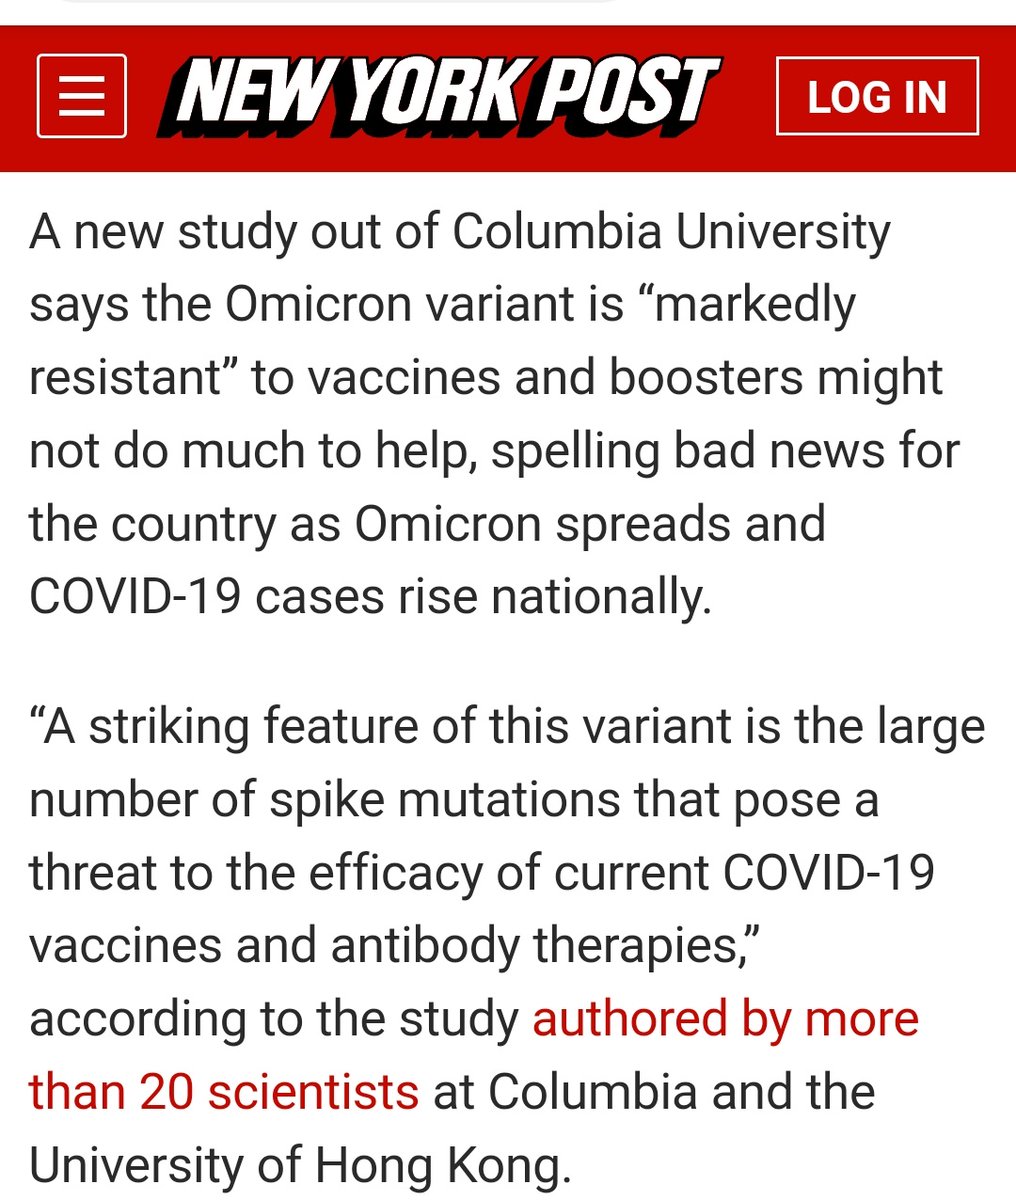 NEW YORK POST
LOG IN
A new study out of Columbia University
says the Omicron variant is “markedly
resistant” to vaccines and boosters might
not do much to help, spelling bad news for
the country as Omicron spreads and
COVID-19 cases rise nationally.
“A striking feature of this variant is the large
number of spike mutations that pose a
threat to the efficacy of current COVID-19
vaccines and antibody therapies,”
according to the study authored by more
than 20 scientists at Columbia and the
University of Hong Kong.